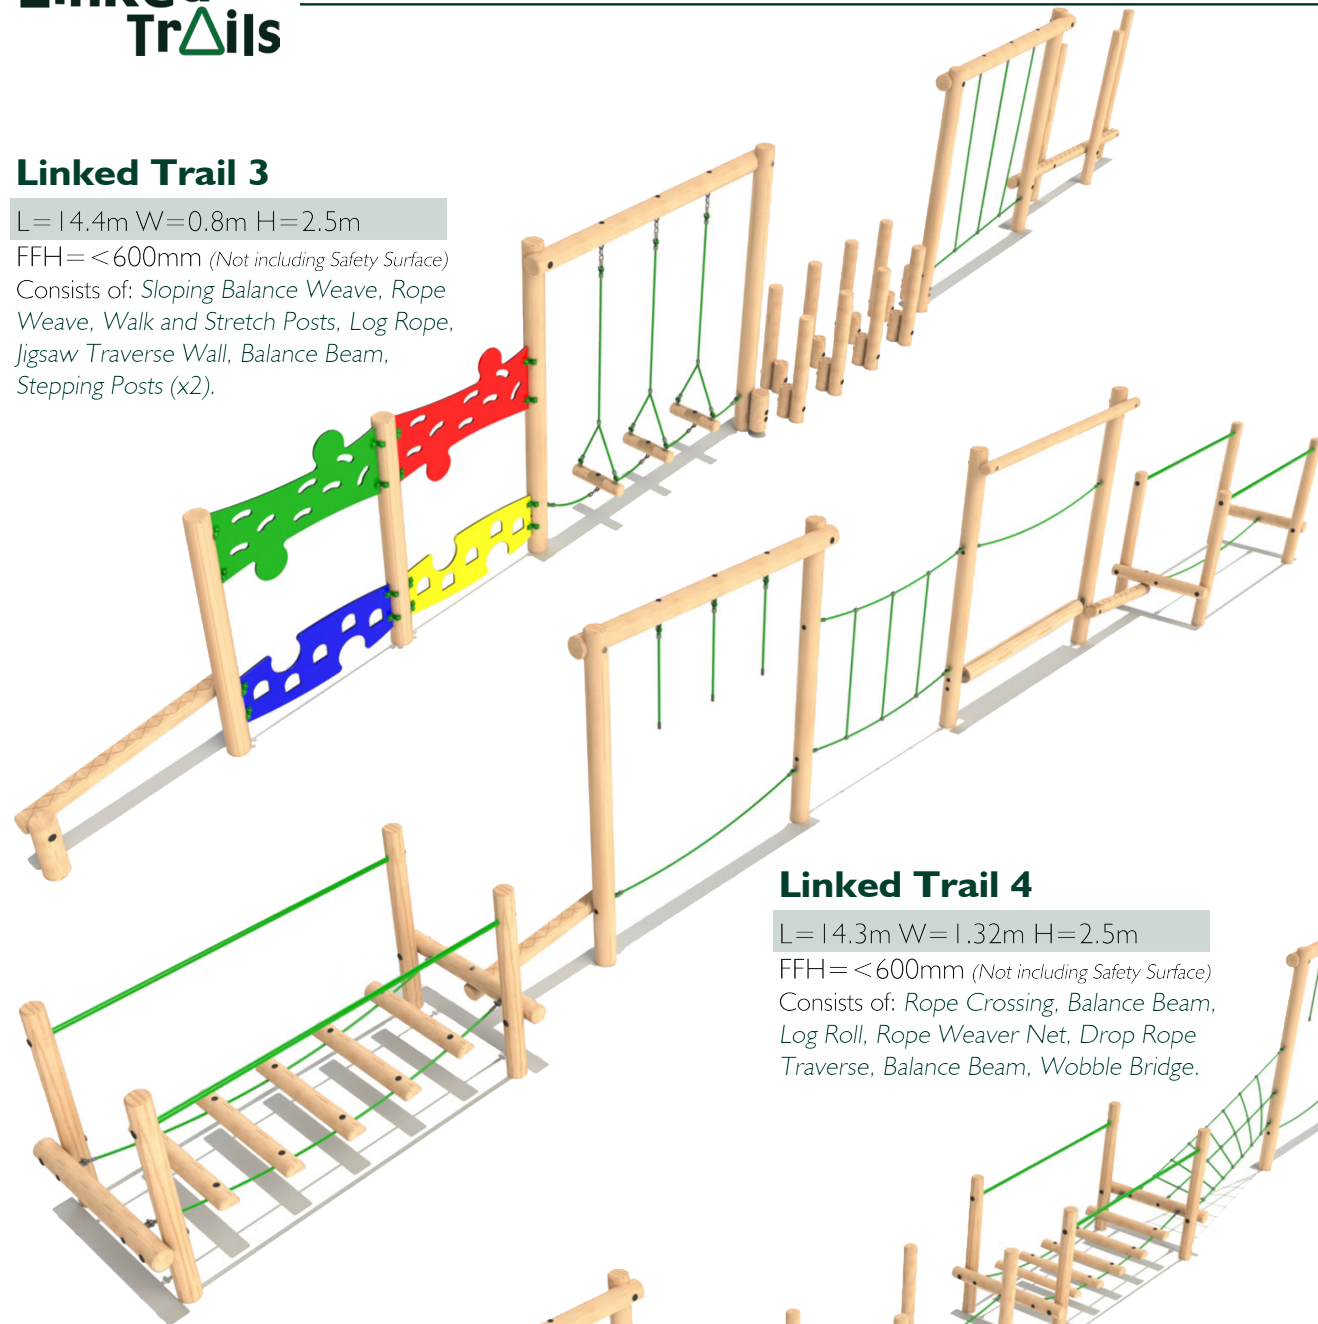 Linked
Trails
Linked Trail 3
L=14.4m W=0.8m H=2.5m
FFH=<600mm (Not including Safety Surface)
Consists of: Sloping Balance Weave, Rope
Weave, Walk and Stretch Posts, Log Rope,
Jigsaw Traverse Wall, Balance Beam,
Stepping Posts (x2).
Linked Trail 4
L=14.3m W=1.32m H=2.5m
FFH=<600mm (Not including Safety Surface)
Consists of: Rope Crossing, Balance Beam,
Log Roll, Rope Weaver Net, Drop Rope
Traverse, Balance Beam, Wobble Bridge.